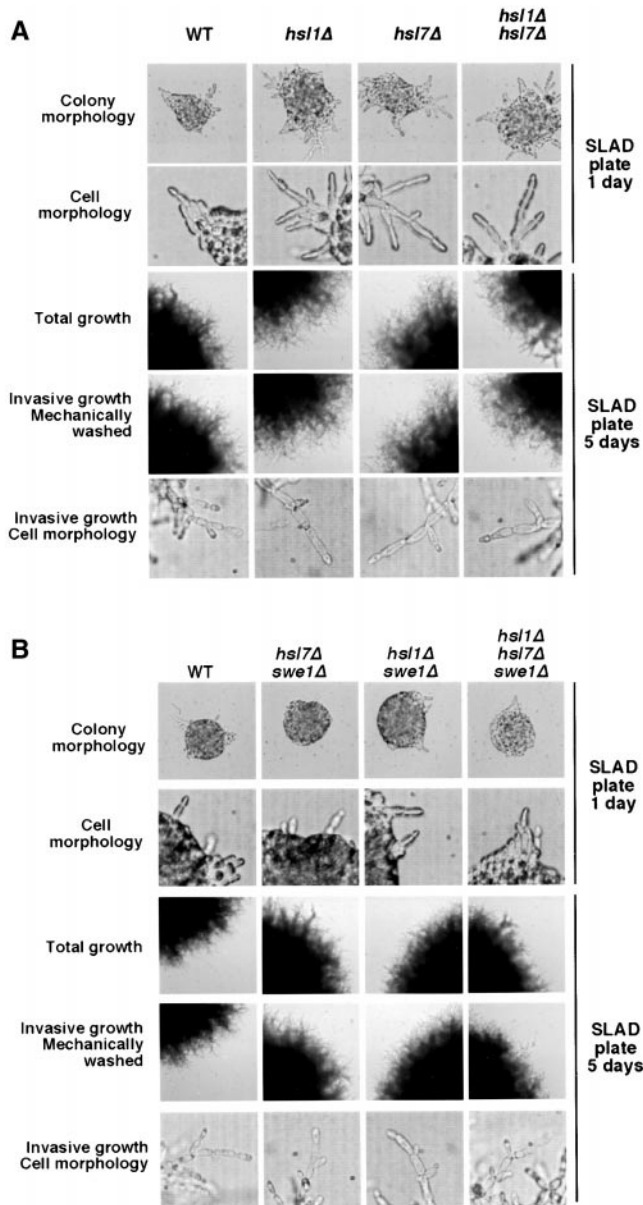 A
WT
hsl1Δ
hsl7Δ
hsl1Δ
hsl7Δ
Colony
morphology
Cell
morphology
SLAD
plate
1 day
Total growth
Invasive growth
Mechanically
washed
Invasive growth
Cell morphology
SLAD
plate
5 days
B
WT
hsl7Δ
swe1Δ
hsl1Δ
swe1Δ
hsl1Δ
hsl7Δ
swe1Δ
Colony
morphology
Cell
morphology
SLAD
plate
1 day
Total growth
Invasive growth
Mechanically
washed
Invasive growth
Cell morphology
SLAD
plate
5 days